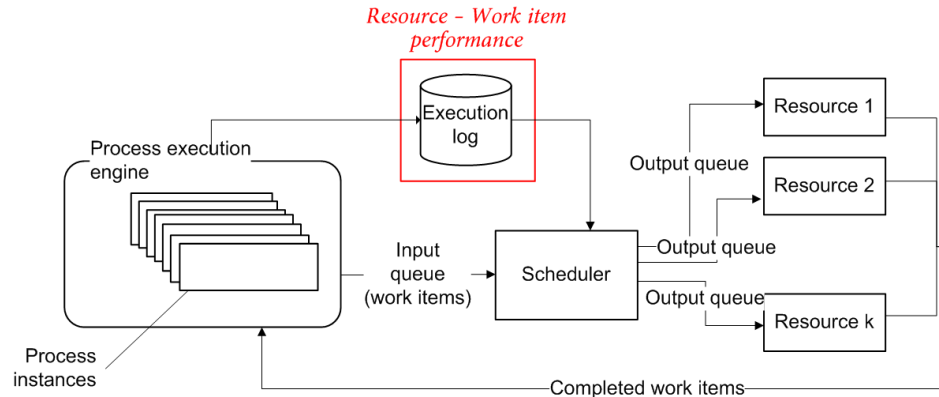 Resource - Work item
performance
Execution
log
Process execution
engine
Resource 1
Output queue
Resource 2
Output queue
Input
queue
(work items)
Scheduler
Output queue
Resource k
Process
instances
Completed work items